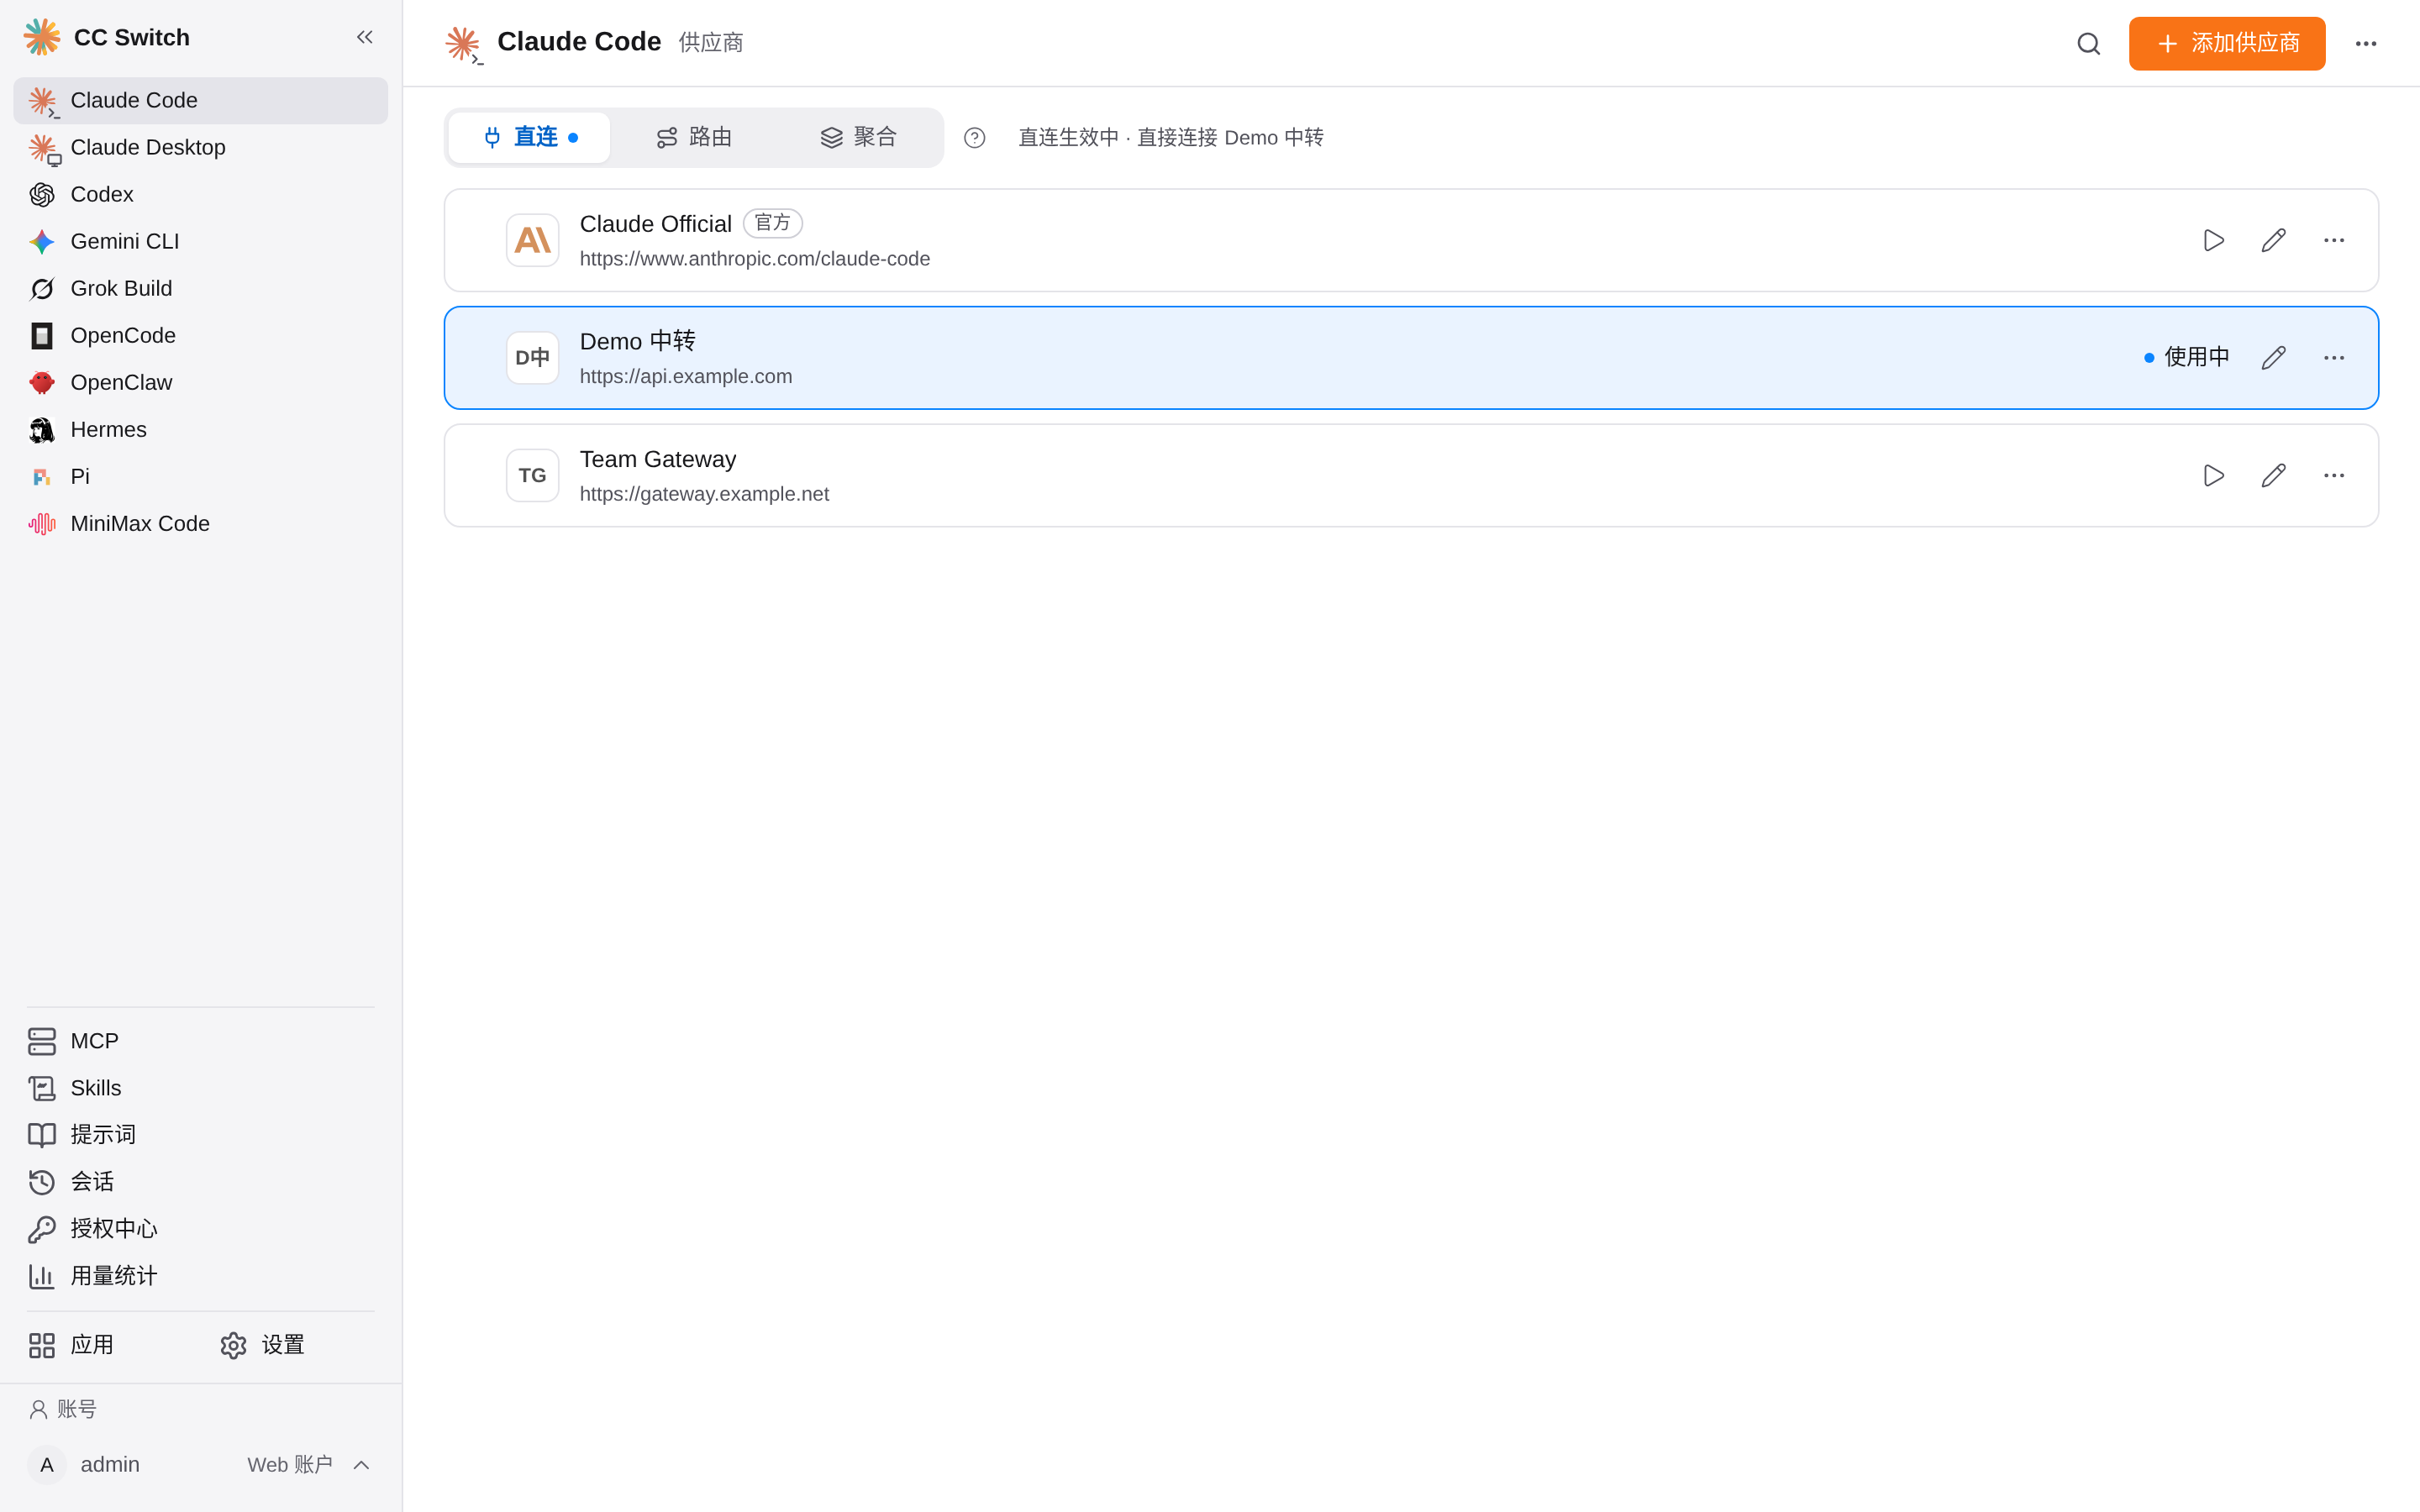 CC Switch
Claude Code
Claude Desktop
Codex
Gemini CLI
Grok Build
OpenCode
OpenClaw
Hermes
Pi
MiniMax Code
MCP
Skills
提示词
会话
授权中心
用量统计
应用 设置
账号
A admin Web 账户
Claude Code 供应商
添加供应商
直连 路由 聚合 直连生效中 · 直接连接 Demo 中转
Claude Official 官方
https://www.anthropic.com/claude-code
D中 Demo 中转
https://api.example.com
使用中
TG Team Gateway
https://gateway.example.net